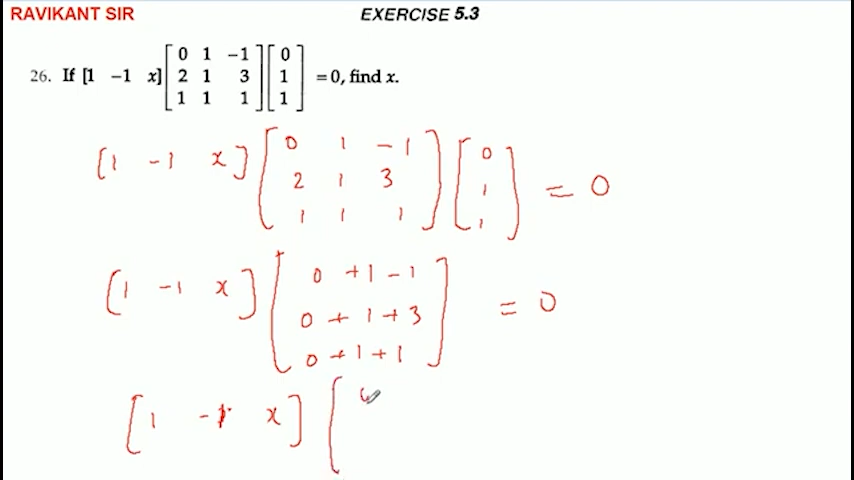 RAVIKANT SIR EXERCISE 5.3
26. If [1 −1 x] [0 1 −1; 2 1 3; 1 1 1] [0; 1; 1] = 0, find x.
[1 -1 x] [0 1 -1; 2 1 3; 1 1 1] [0; 1; 1] = 0
[1 -1 x] [0 + 1 - 1; 0 + 1 + 3; 0 + 1 + 1] = 0
[1 -1 x] [